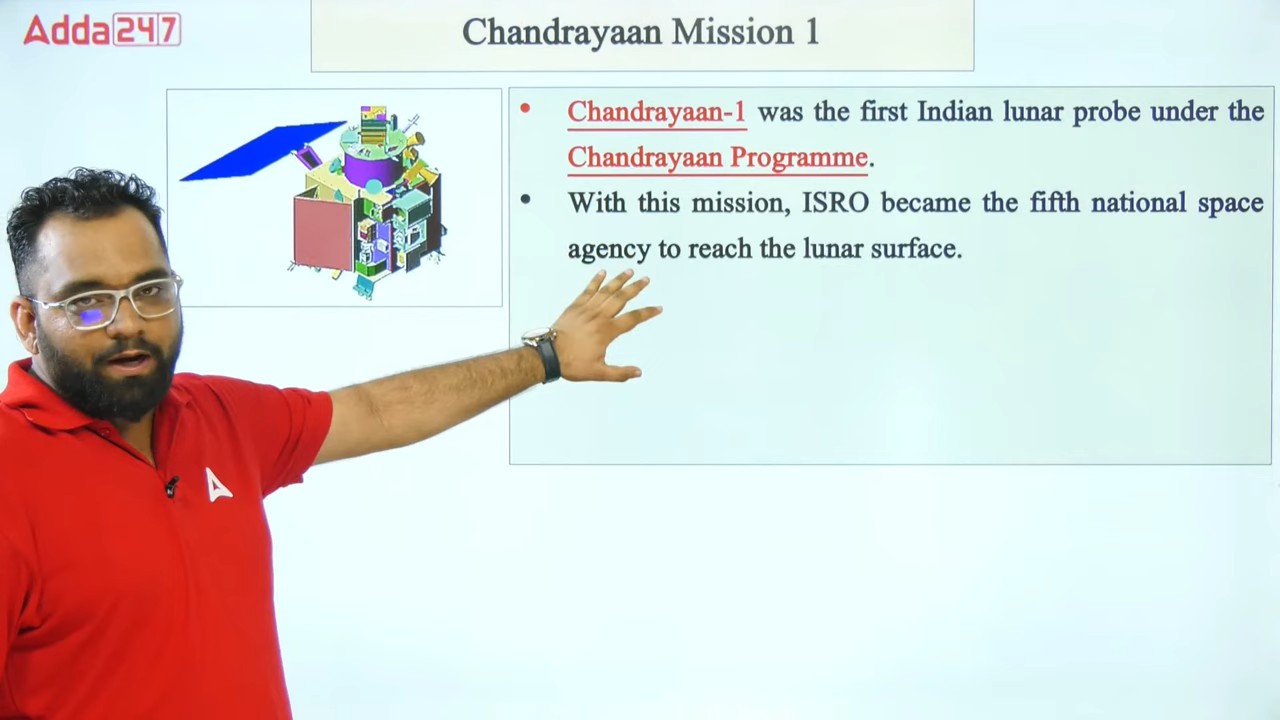 Adda247
Chandrayaan Mission 1
• Chandrayaan-1 was the first Indian lunar probe under the
Chandrayaan Programme.
• With this mission, ISRO became the fifth national space
agency to reach the lunar surface.